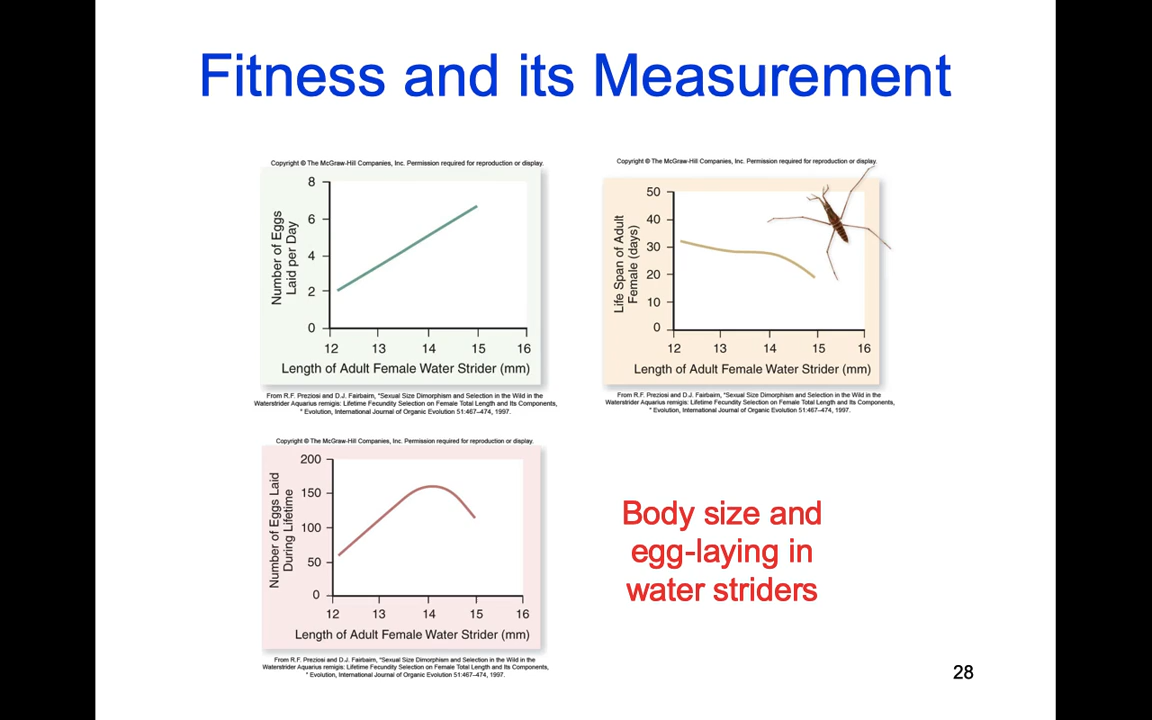 Fitness and its Measurement
Copyright © The McGraw-Hill Companies, Inc. Permission required for reproduction or display.
8
6
4
2
0
Number of Eggs
Laid per Day
12 13 14 15 16
Length of Adult Female Water Strider (mm)
From R.F. Preziosi and D.J. Fairbairn, "Sexual Size Dimorphism and Selection in the Wild in the
Waterstrider Aquarius remigis: Lifetime Fecundity Selection on Female Total Length and Its Components,
" Evolution, International Journal of Organic Evolution 51:467–474, 1997.
Copyright © The McGraw-Hill Companies, Inc. Permission required for reproduction or display.
50
40
30
20
10
0
Life Span of Adult
Female (days)
12 13 14 15 16
Length of Adult Female Water Strider (mm)
From R.F. Preziosi and D.J. Fairbairn, "Sexual Size Dimorphism and Selection in the Wild in the
Waterstrider Aquarius remigis: Lifetime Fecundity Selection on Female Total Length and Its Components,
" Evolution, International Journal of Organic Evolution 51:467–474, 1997.
Copyright © The McGraw-Hill Companies, Inc. Permission required for reproduction or display.
200
150
100
50
0
Number of Eggs Laid
During Lifetime
12 13 14 15 16
Length of Adult Female Water Strider (mm)
From R.F. Preziosi and D.J. Fairbairn, "Sexual Size Dimorphism and Selection in the Wild in the
Waterstrider Aquarius remigis: Lifetime Fecundity Selection on Female Total Length and Its Components,
" Evolution, International Journal of Organic Evolution 51:467–474, 1997.
Body size and
egg-laying in
water striders
28